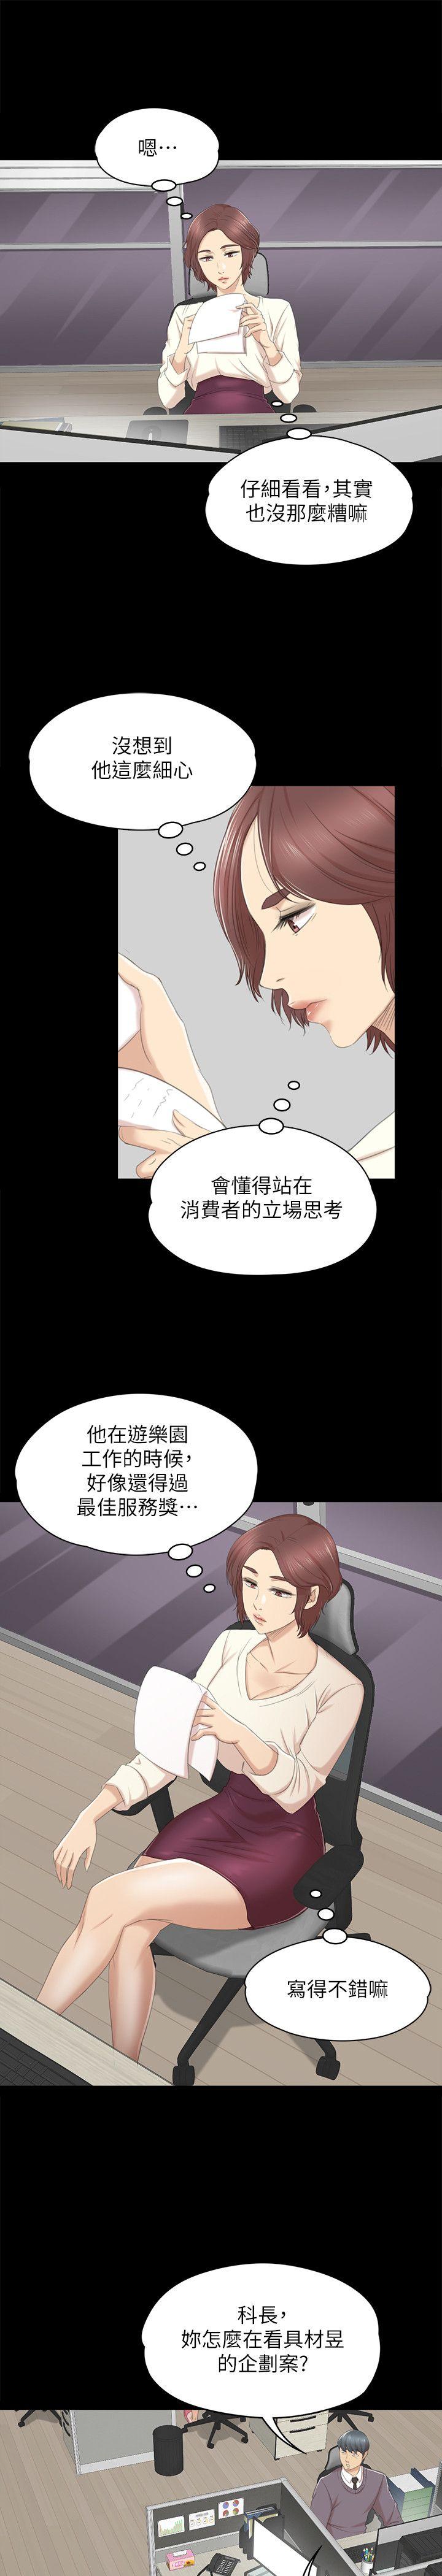 嗯⋯
仔細看看，其實
也沒那麼糟嘛
沒想到
他這麼細心
會懂得站在
消費者的立場思考
他在遊樂園
工作的時候，
好像還得過
最佳服務獎⋯
寫得不錯嘛
科長，
妳怎麼在看具材昱
的企劃案?